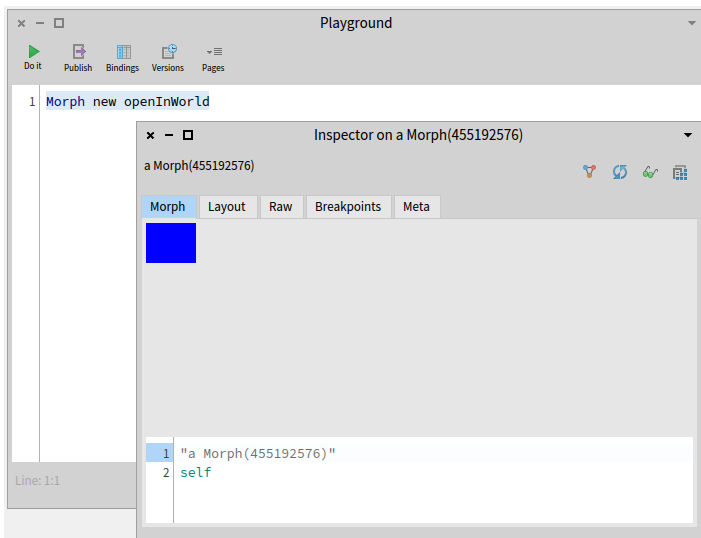 Playground
Do it
Publish
Bindings
Versions
Pages
1 Morph new openInWorld
Inspector on a Morph(455192576)
a Morph(455192576)
Morph
Layout
Raw
Breakpoints
Meta
1 "a Morph(455192576)"
2 self
Line: 1:1